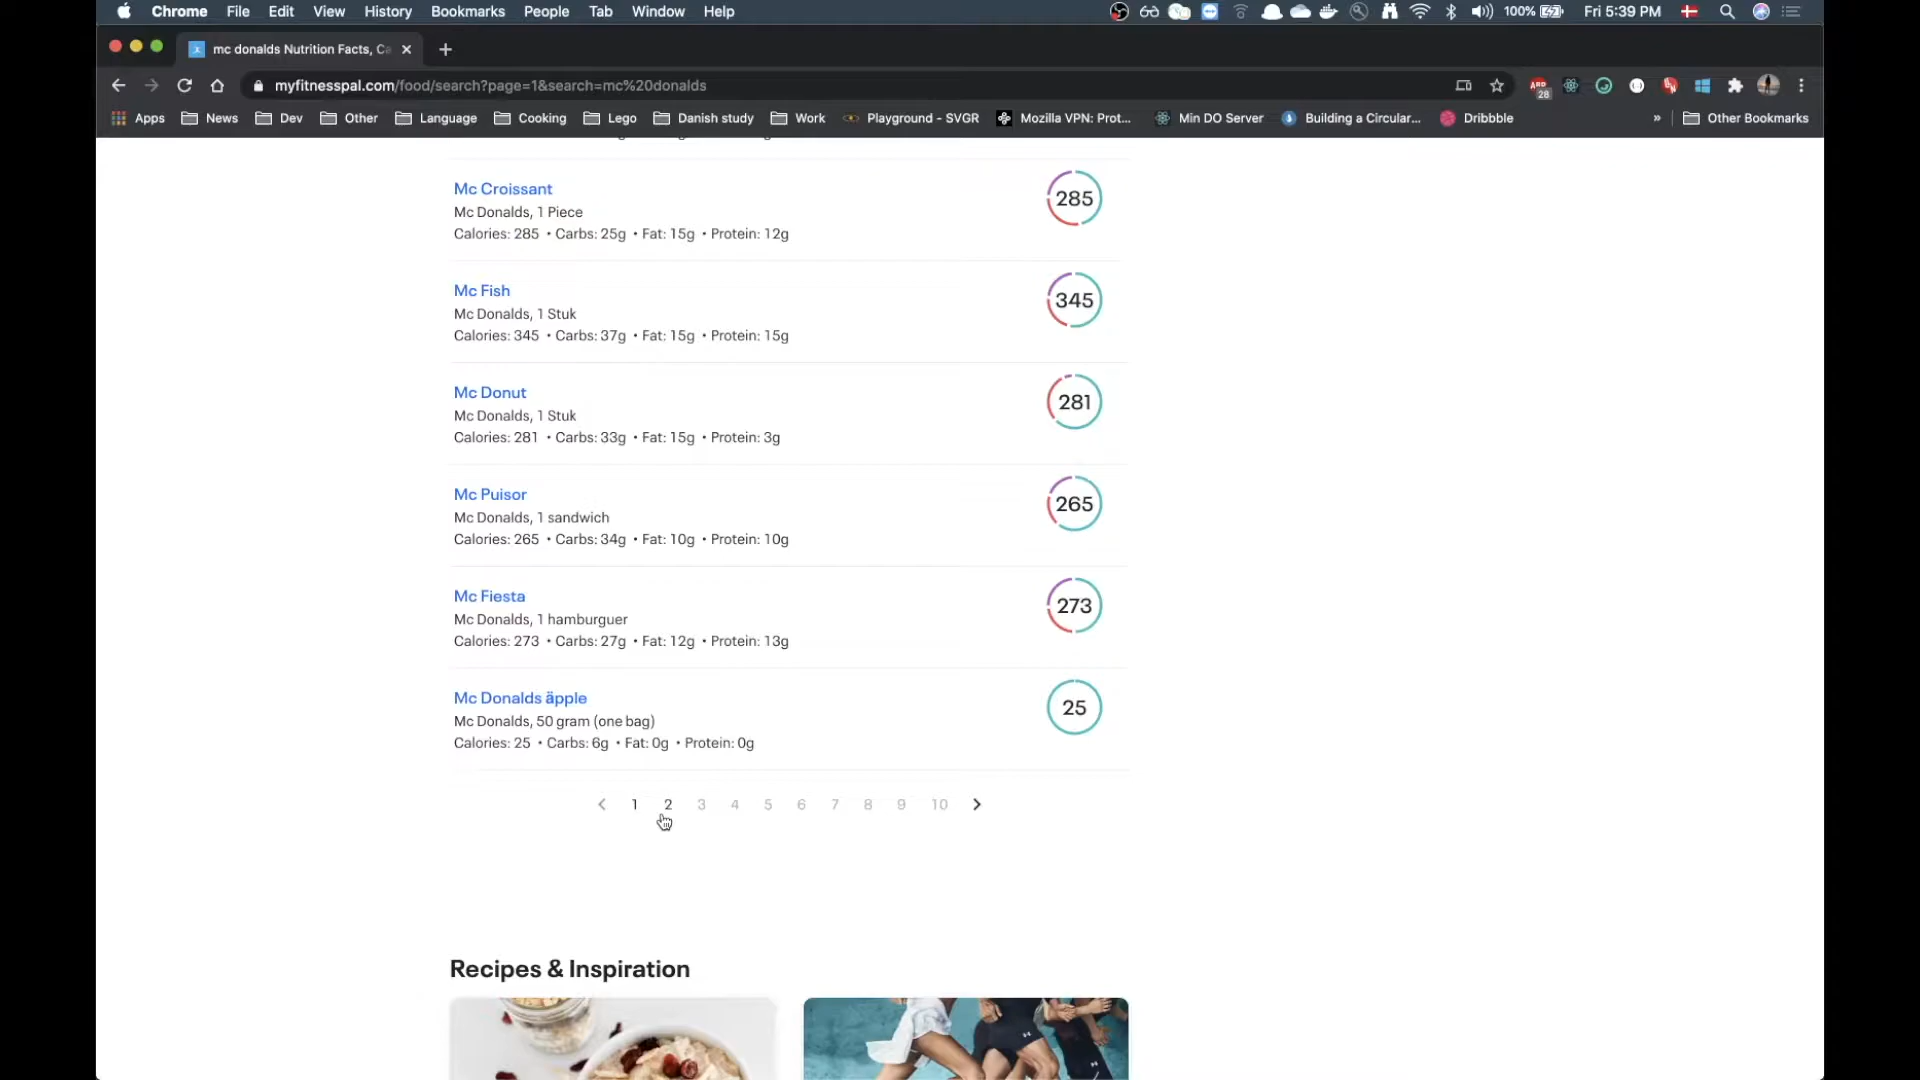 Chrome File Edit View History Bookmarks People Tab Window Help 100% Fri 5:39 PM
mc donalds Nutrition Facts, Ca
myfitnesspal.com/food/search?page=1&search=mc%20donalds
28
Apps News Dev Other Language Cooking Lego Danish study Work Playground - SVGR Mozilla VPN: Prot... Min DO Server Building a Circular... Dribbble » Other Bookmarks
Mc Croissant
Mc Donalds, 1 Piece
Calories: 285 • Carbs: 25g • Fat: 15g • Protein: 12g
285
Mc Fish
Mc Donalds, 1 Stuk
Calories: 345 • Carbs: 37g • Fat: 15g • Protein: 15g
345
Mc Donut
Mc Donalds, 1 Stuk
Calories: 281 • Carbs: 33g • Fat: 15g • Protein: 3g
281
Mc Puisor
Mc Donalds, 1 sandwich
Calories: 265 • Carbs: 34g • Fat: 10g • Protein: 10g
265
Mc Fiesta
Mc Donalds, 1 hamburguer
Calories: 273 • Carbs: 27g • Fat: 12g • Protein: 13g
273
Mc Donalds äpple
Mc Donalds, 50 gram (one bag)
Calories: 25 • Carbs: 6g • Fat: 0g • Protein: 0g
25
1 2 3 4 5 6 7 8 9 10
Recipes & Inspiration